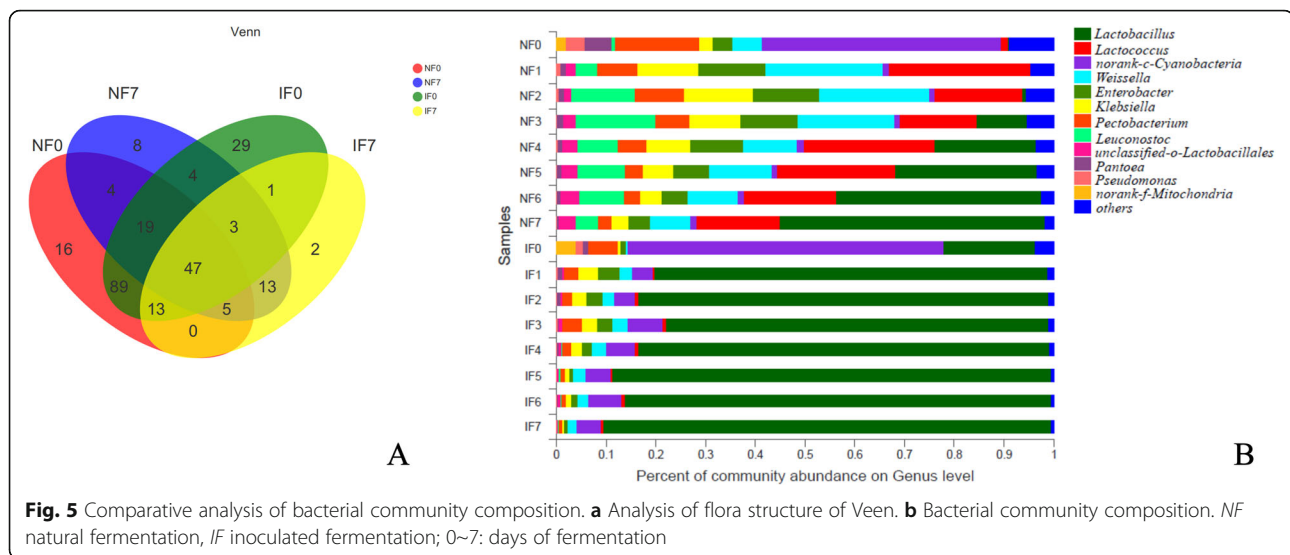 Venn
NF0
NF7
IF0
IF7
NF7
IF0
NF0
IF7
8
29
4
4
1
19
3
16
2
47
89
13
13
5
0
A
Samples
NF0
NF1
NF2
NF3
NF4
NF5
NF6
NF7
IF0
IF1
IF2
IF3
IF4
IF5
IF6
IF7
0
0.1
0.2
0.3
0.4
0.5
0.6
0.7
0.8
0.9
1
Percent of community abundance on Genus level
Lactobacillus
Lactococcus
norank-c-Cyanobacteria
Weissella
Enterobacter
Klebsiella
Pectobacterium
Leuconostoc
unclassified-o-Lactobacillales
Pantoea
Pseudomonas
norank-f-Mitochondria
others
B
Fig. 5 Comparative analysis of bacterial community composition. a Analysis of flora structure of Veen. b Bacterial community composition. NF
natural fermentation, IF inoculated fermentation; 0~7: days of fermentation